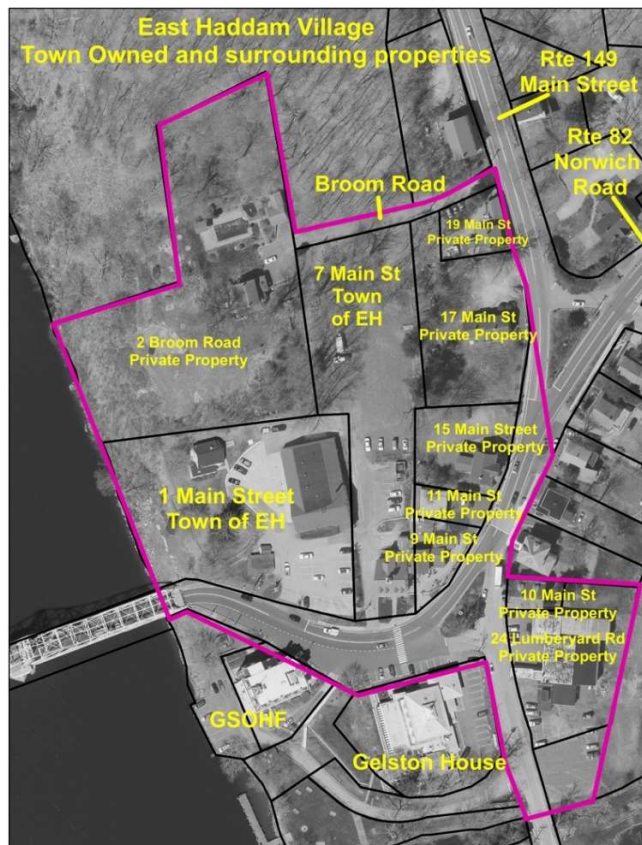 East Haddam Village
Town Owned and surrounding properties
Rte 149
Main Street
Rte 82
Norwich
Road
Broom Road
19 Main St
Private Property
7 Main St
Town
of EH
17 Main St
Private Property
2 Broom Road
Private Property
15 Main Street
Private Property
1 Main Street
Town of EH
11 Main St
Private Property
9 Main St
Private Property
10 Main St
Private Property
24 Lumberyard Rd
Private Property
GSOHF
Gelston House